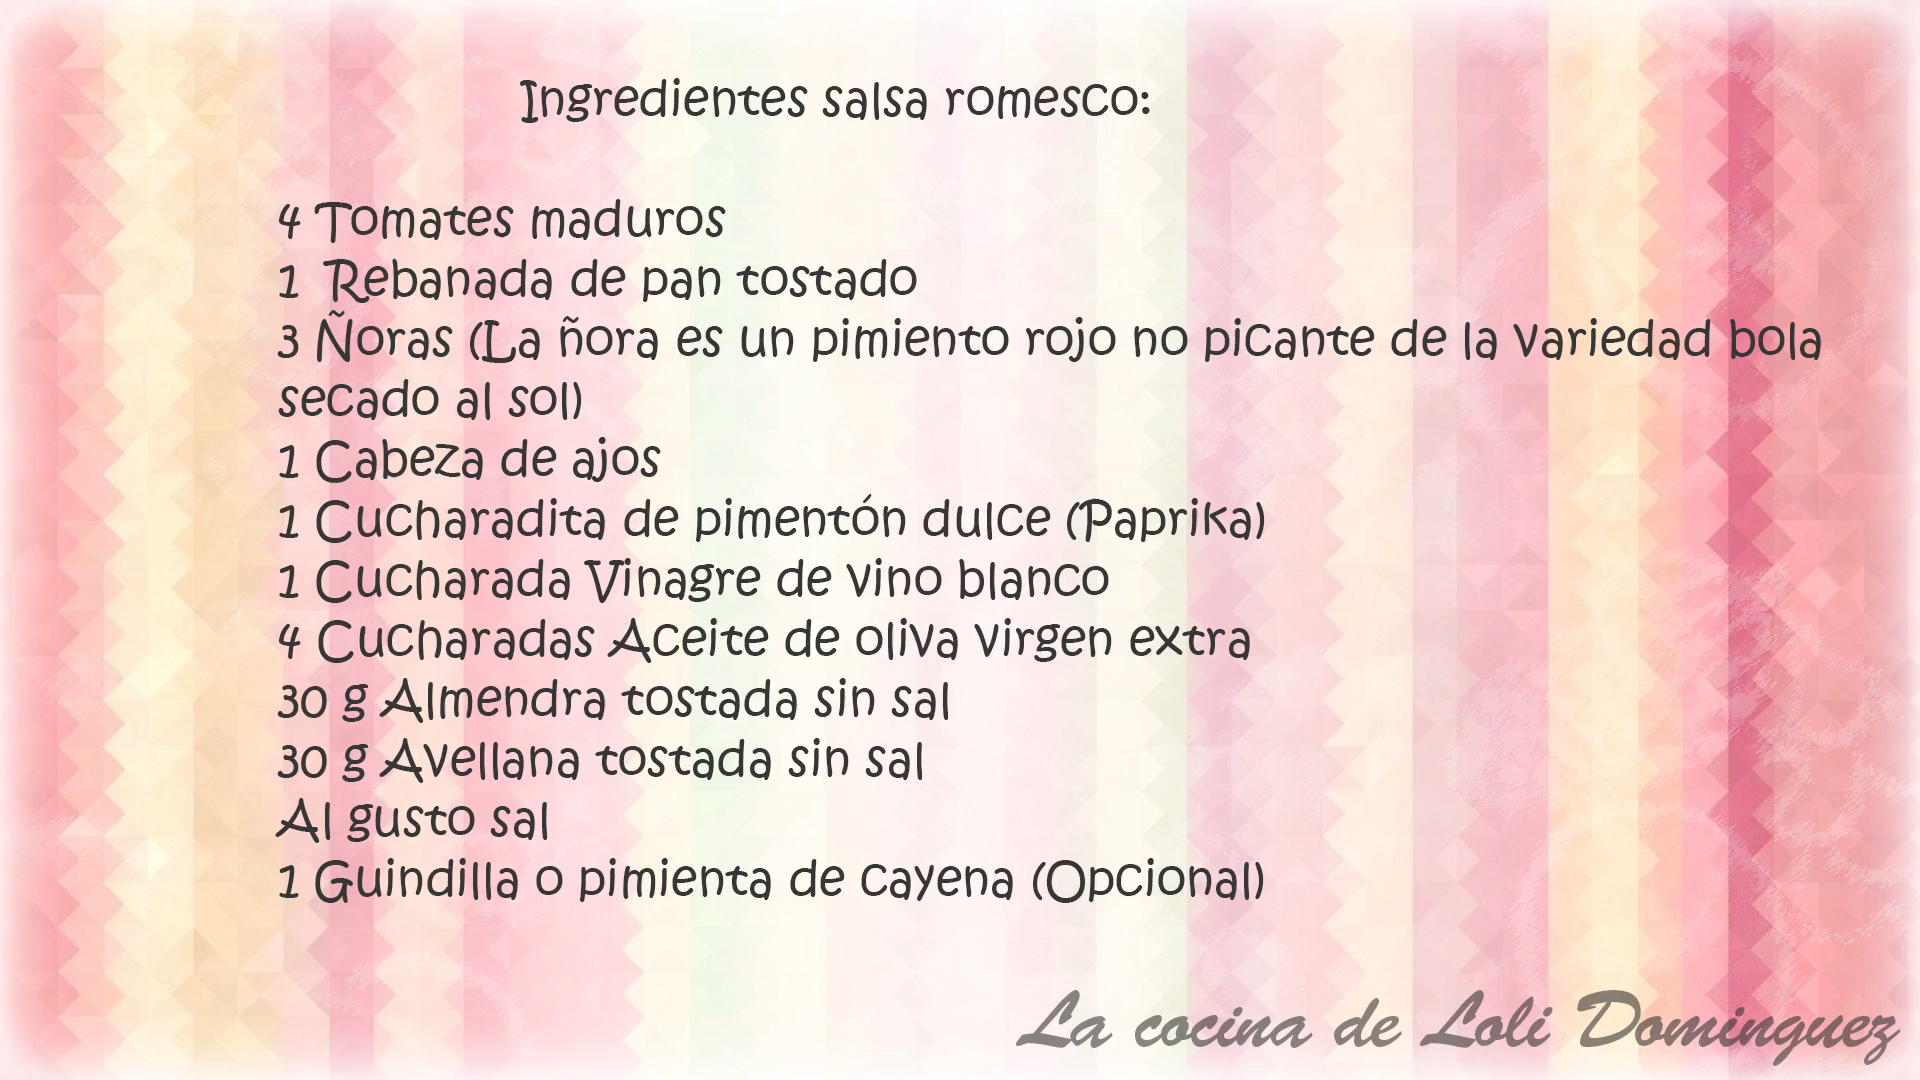 Ingredientes salsa romesco:
4 Tomates maduros
1 Rebanada de pan tostado
3 Ñoras (La ñora es un pimiento rojo no picante de la variedad bola
secado al sol)
1 Cabeza de ajos
1 Cucharadita de pimentón dulce (Paprika)
1 Cucharada Vinagre de vino blanco
4 Cucharadas Aceite de oliva virgen extra
30 g Almendra tostada sin sal
30 g Avellana tostada sin sal
Al gusto sal
1 Guindilla o pimienta de cayena (Opcional)
La cocina de Loli Dominguez